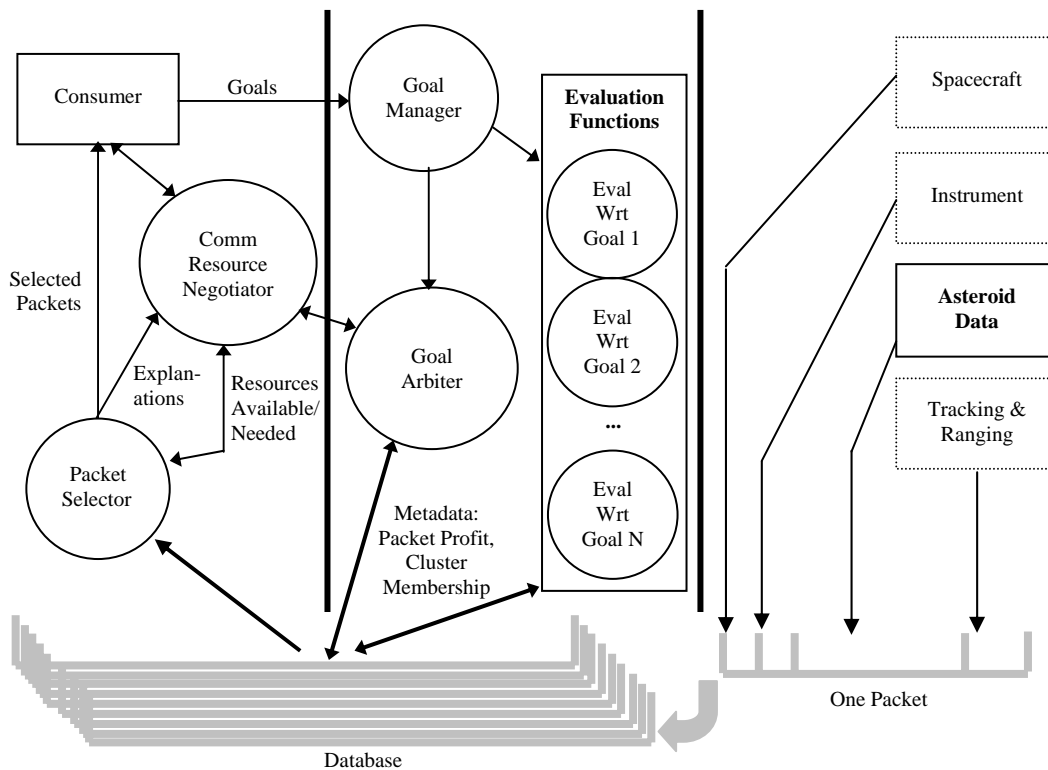 Consumer
Goals
Goal
Manager
Evaluation
Functions
Spacecraft
Eval
Wrt
Goal 1
Instrument
Comm
Resource
Negotiator
Selected
Packets
Asteroid
Data
Eval
Wrt
Goal 2
Goal
Arbiter
Explan-
ations
Resources
Available/
Needed
Tracking &
Ranging
...
Packet
Selector
Eval
Wrt
Goal N
Metadata:
Packet Profit,
Cluster
Membership
One Packet
Database